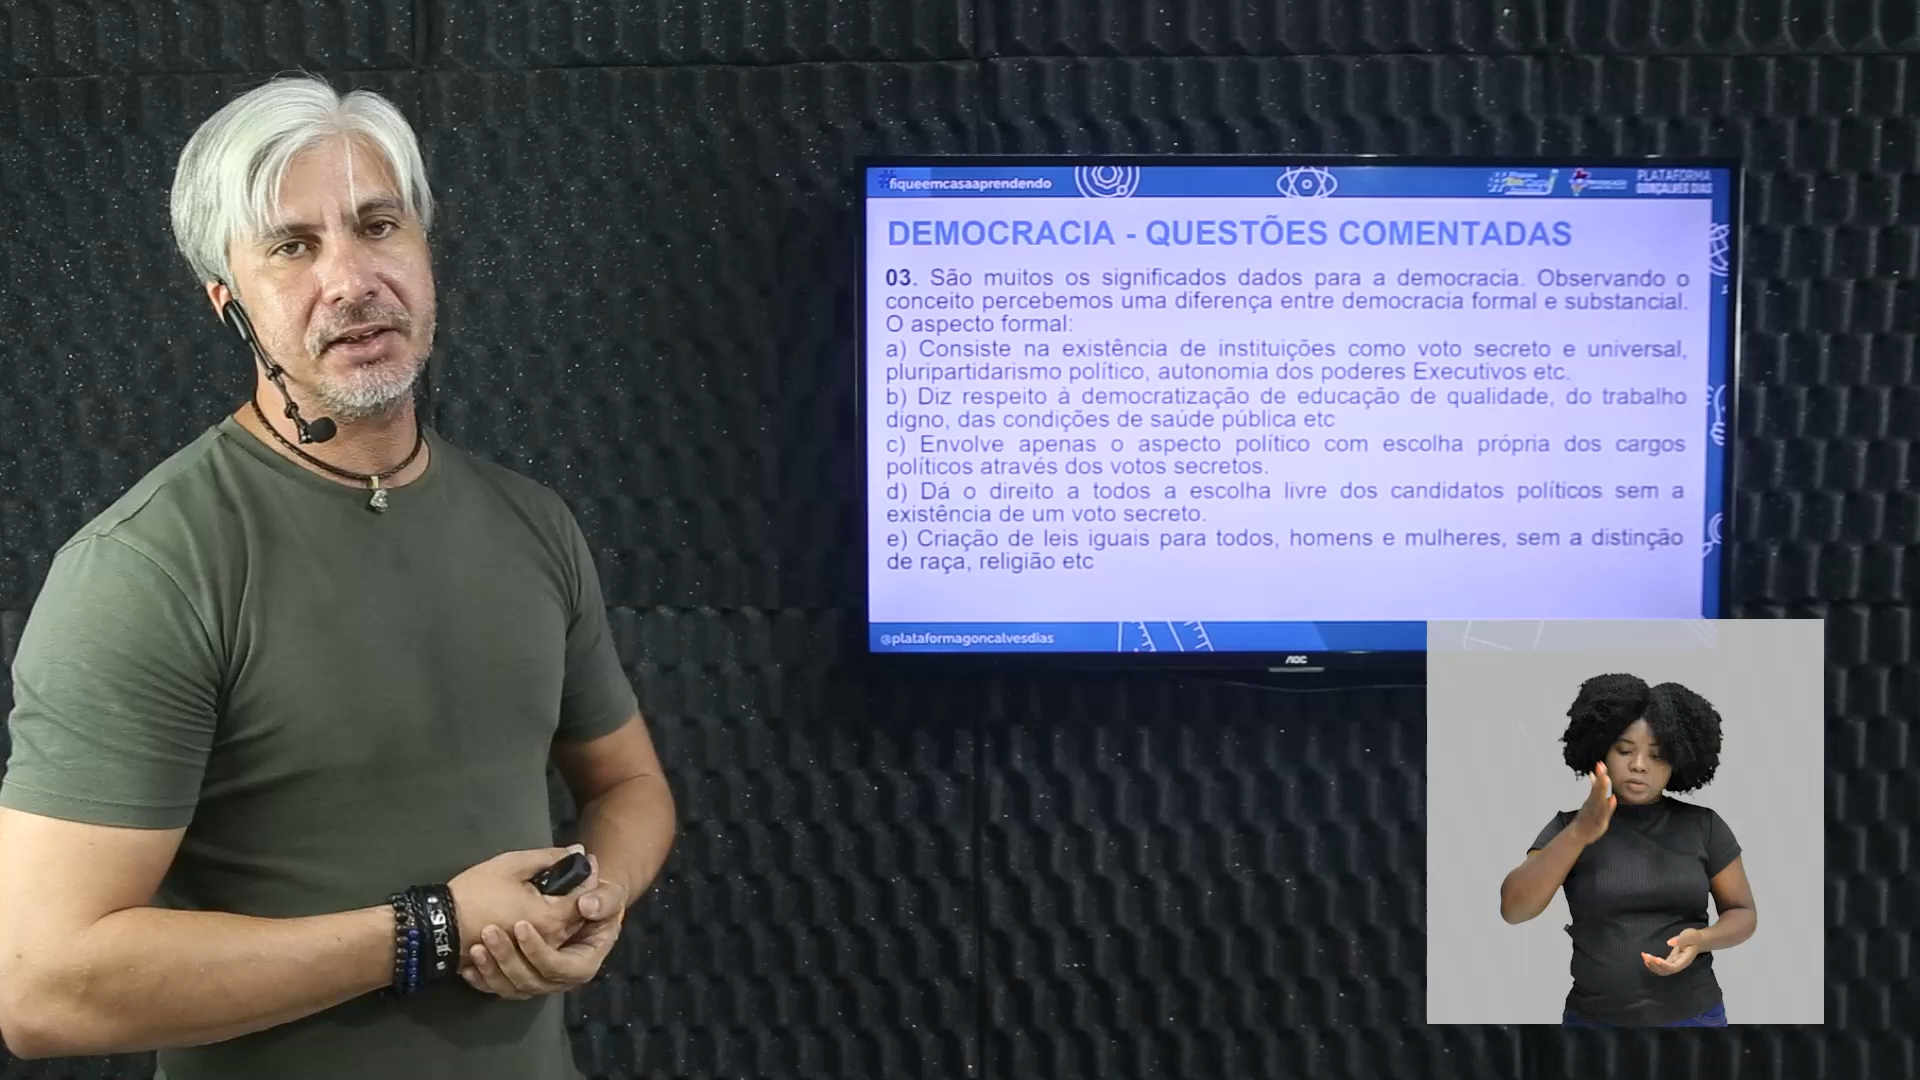 #fiqueemcasaaprendendo
PLATAFORMA
GONÇALVES DIAS
DEMOCRACIA - QUESTÕES COMENTADAS
03. São muitos os significados dados para a democracia. Observando o
conceito percebemos uma diferença entre democracia formal e substancial.
O aspecto formal:
a) Consiste na existência de instituições como voto secreto e universal,
pluripartidarismo político, autonomia dos poderes Executivos etc.
b) Diz respeito à democratização de educação de qualidade, do trabalho
digno, das condições de saúde pública etc
c) Envolve apenas o aspecto político com escolha própria dos cargos
políticos através dos votos secretos.
d) Dá o direito a todos a escolha livre dos candidatos políticos sem a
existência de um voto secreto.
e) Criação de leis iguais para todos, homens e mulheres, sem a distinção
de raça, religião etc
@plataformagoncalvesdias
AOC